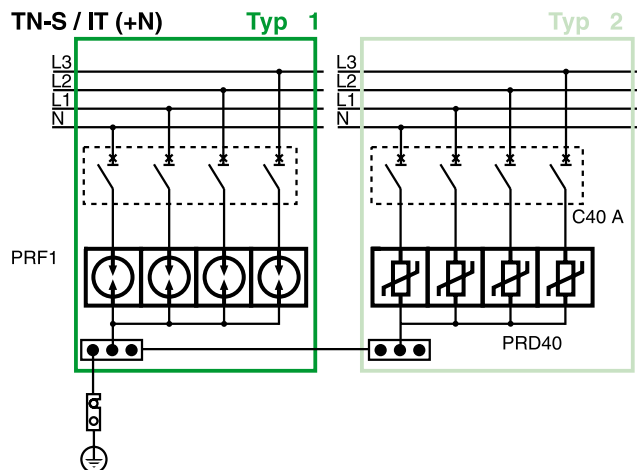 TN-S / IT (+N)
Typ 1
Typ 2
L3
L2
L1
N
L3
L2
L1
N
C40 A
PRF1
PRD40